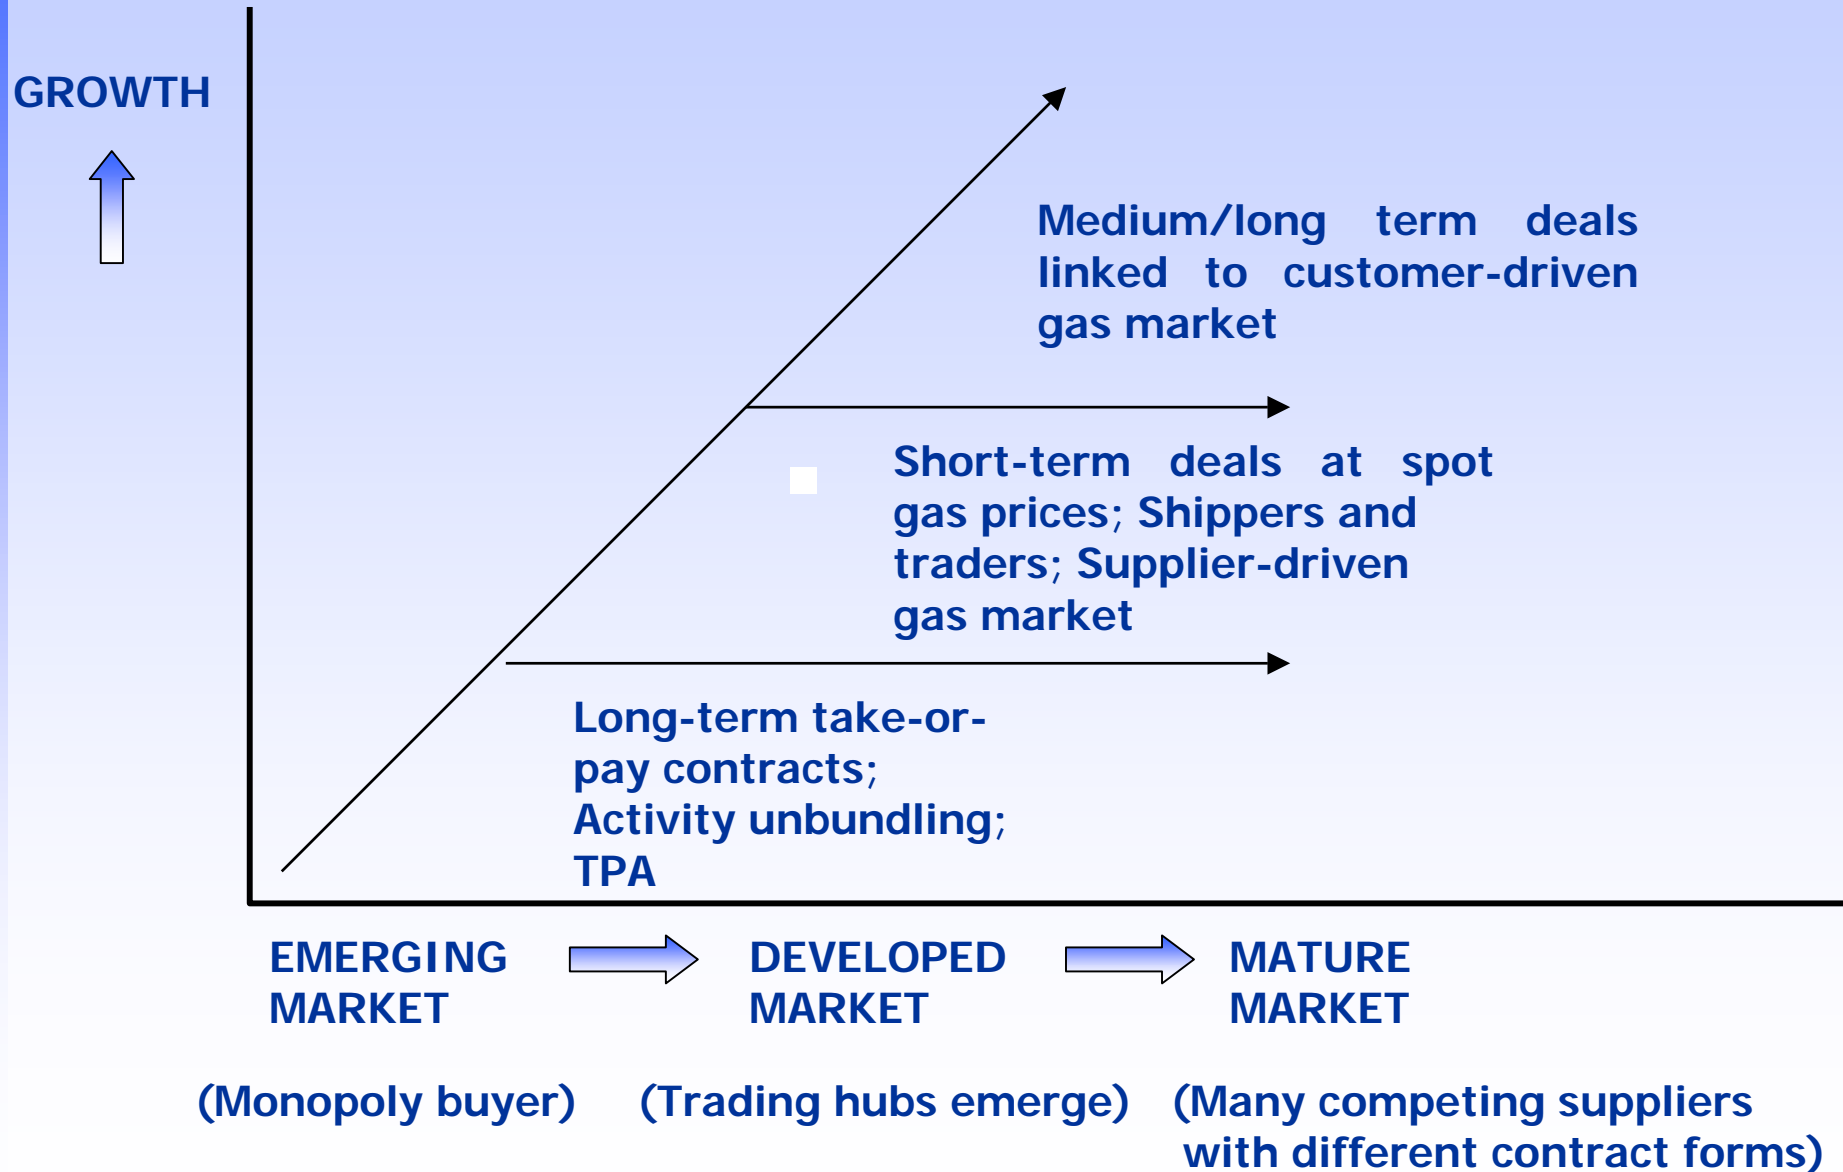 GROWTH
Medium/long term deals
linked to customer-driven
gas market
Short-term deals at spot
gas prices; Shippers and
traders; Supplier-driven
gas market
Long-term take-or-
pay contracts;
Activity unbundling;
TPA
EMERGING
MARKET
DEVELOPED
MARKET
MATURE
MARKET
(Monopoly buyer)
(Trading hubs emerge)
(Many competing suppliers
with different contract forms)